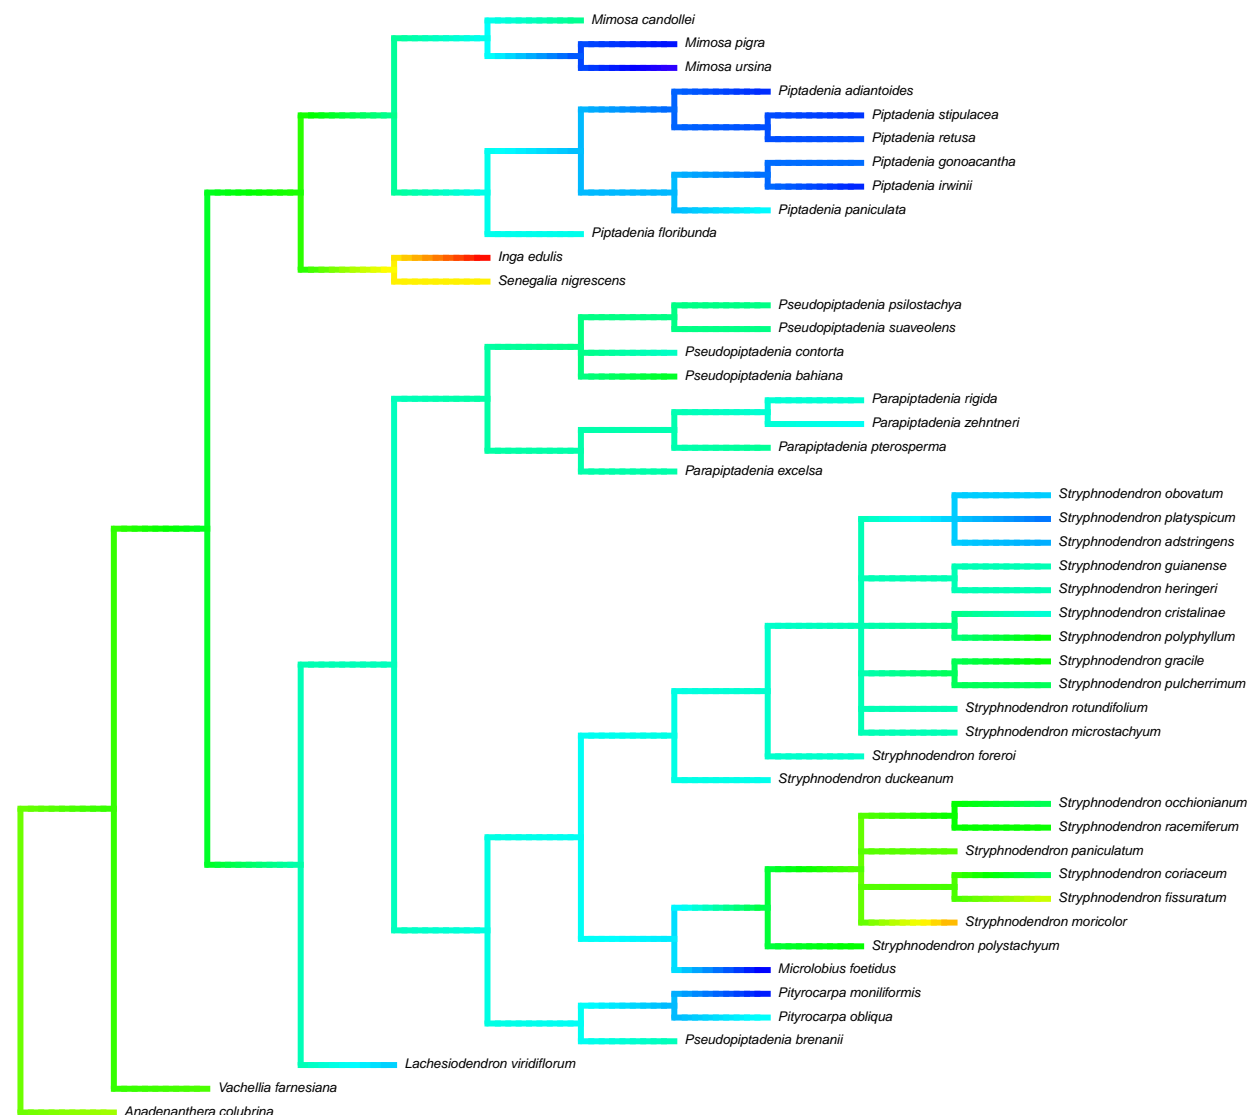 Mimosa candollei
Mimosa pigra
Mimosa ursina
Piptadenia adiantoides
Piptadenia stipulacea
Piptadenia retusa
Piptadenia gonoacantha
Piptadenia irwinii
Piptadenia paniculata
Piptadenia floribunda
Inga edulis
Senegalia nigrescens
Pseudopiptadenia psilostachya
Pseudopiptadenia suaveolens
Pseudopiptadenia contorta
Pseudopiptadenia bahiana
Parapiptadenia rigida
Parapiptadenia zehntneri
Parapiptadenia pterosperma
Parapiptadenia excelsa
Stryphnodendron obovatum
Stryphnodendron platyspicum
Stryphnodendron adstringens
Stryphnodendron guianense
Stryphnodendron heringeri
Stryphnodendron cristalinae
Stryphnodendron polyphyllum
Stryphnodendron gracile
Stryphnodendron pulcherrimum
Stryphnodendron rotundifolium
Stryphnodendron microstachyum
Stryphnodendron foreroi
Stryphnodendron duckeanum
Stryphnodendron occhionianum
Stryphnodendron racemiferum
Stryphnodendron paniculatum
Stryphnodendron coriaceum
Stryphnodendron fissuratum
Stryphnodendron moricolor
Stryphnodendron polystachyum
Microlobius foetidus
Pityrocarpa moniliformis
Pityrocarpa obliqua
Pseudopiptadenia brenanii
Lachesiodendron viridiflorum
Vachellia farnesiana
Anadenanthera colubrina